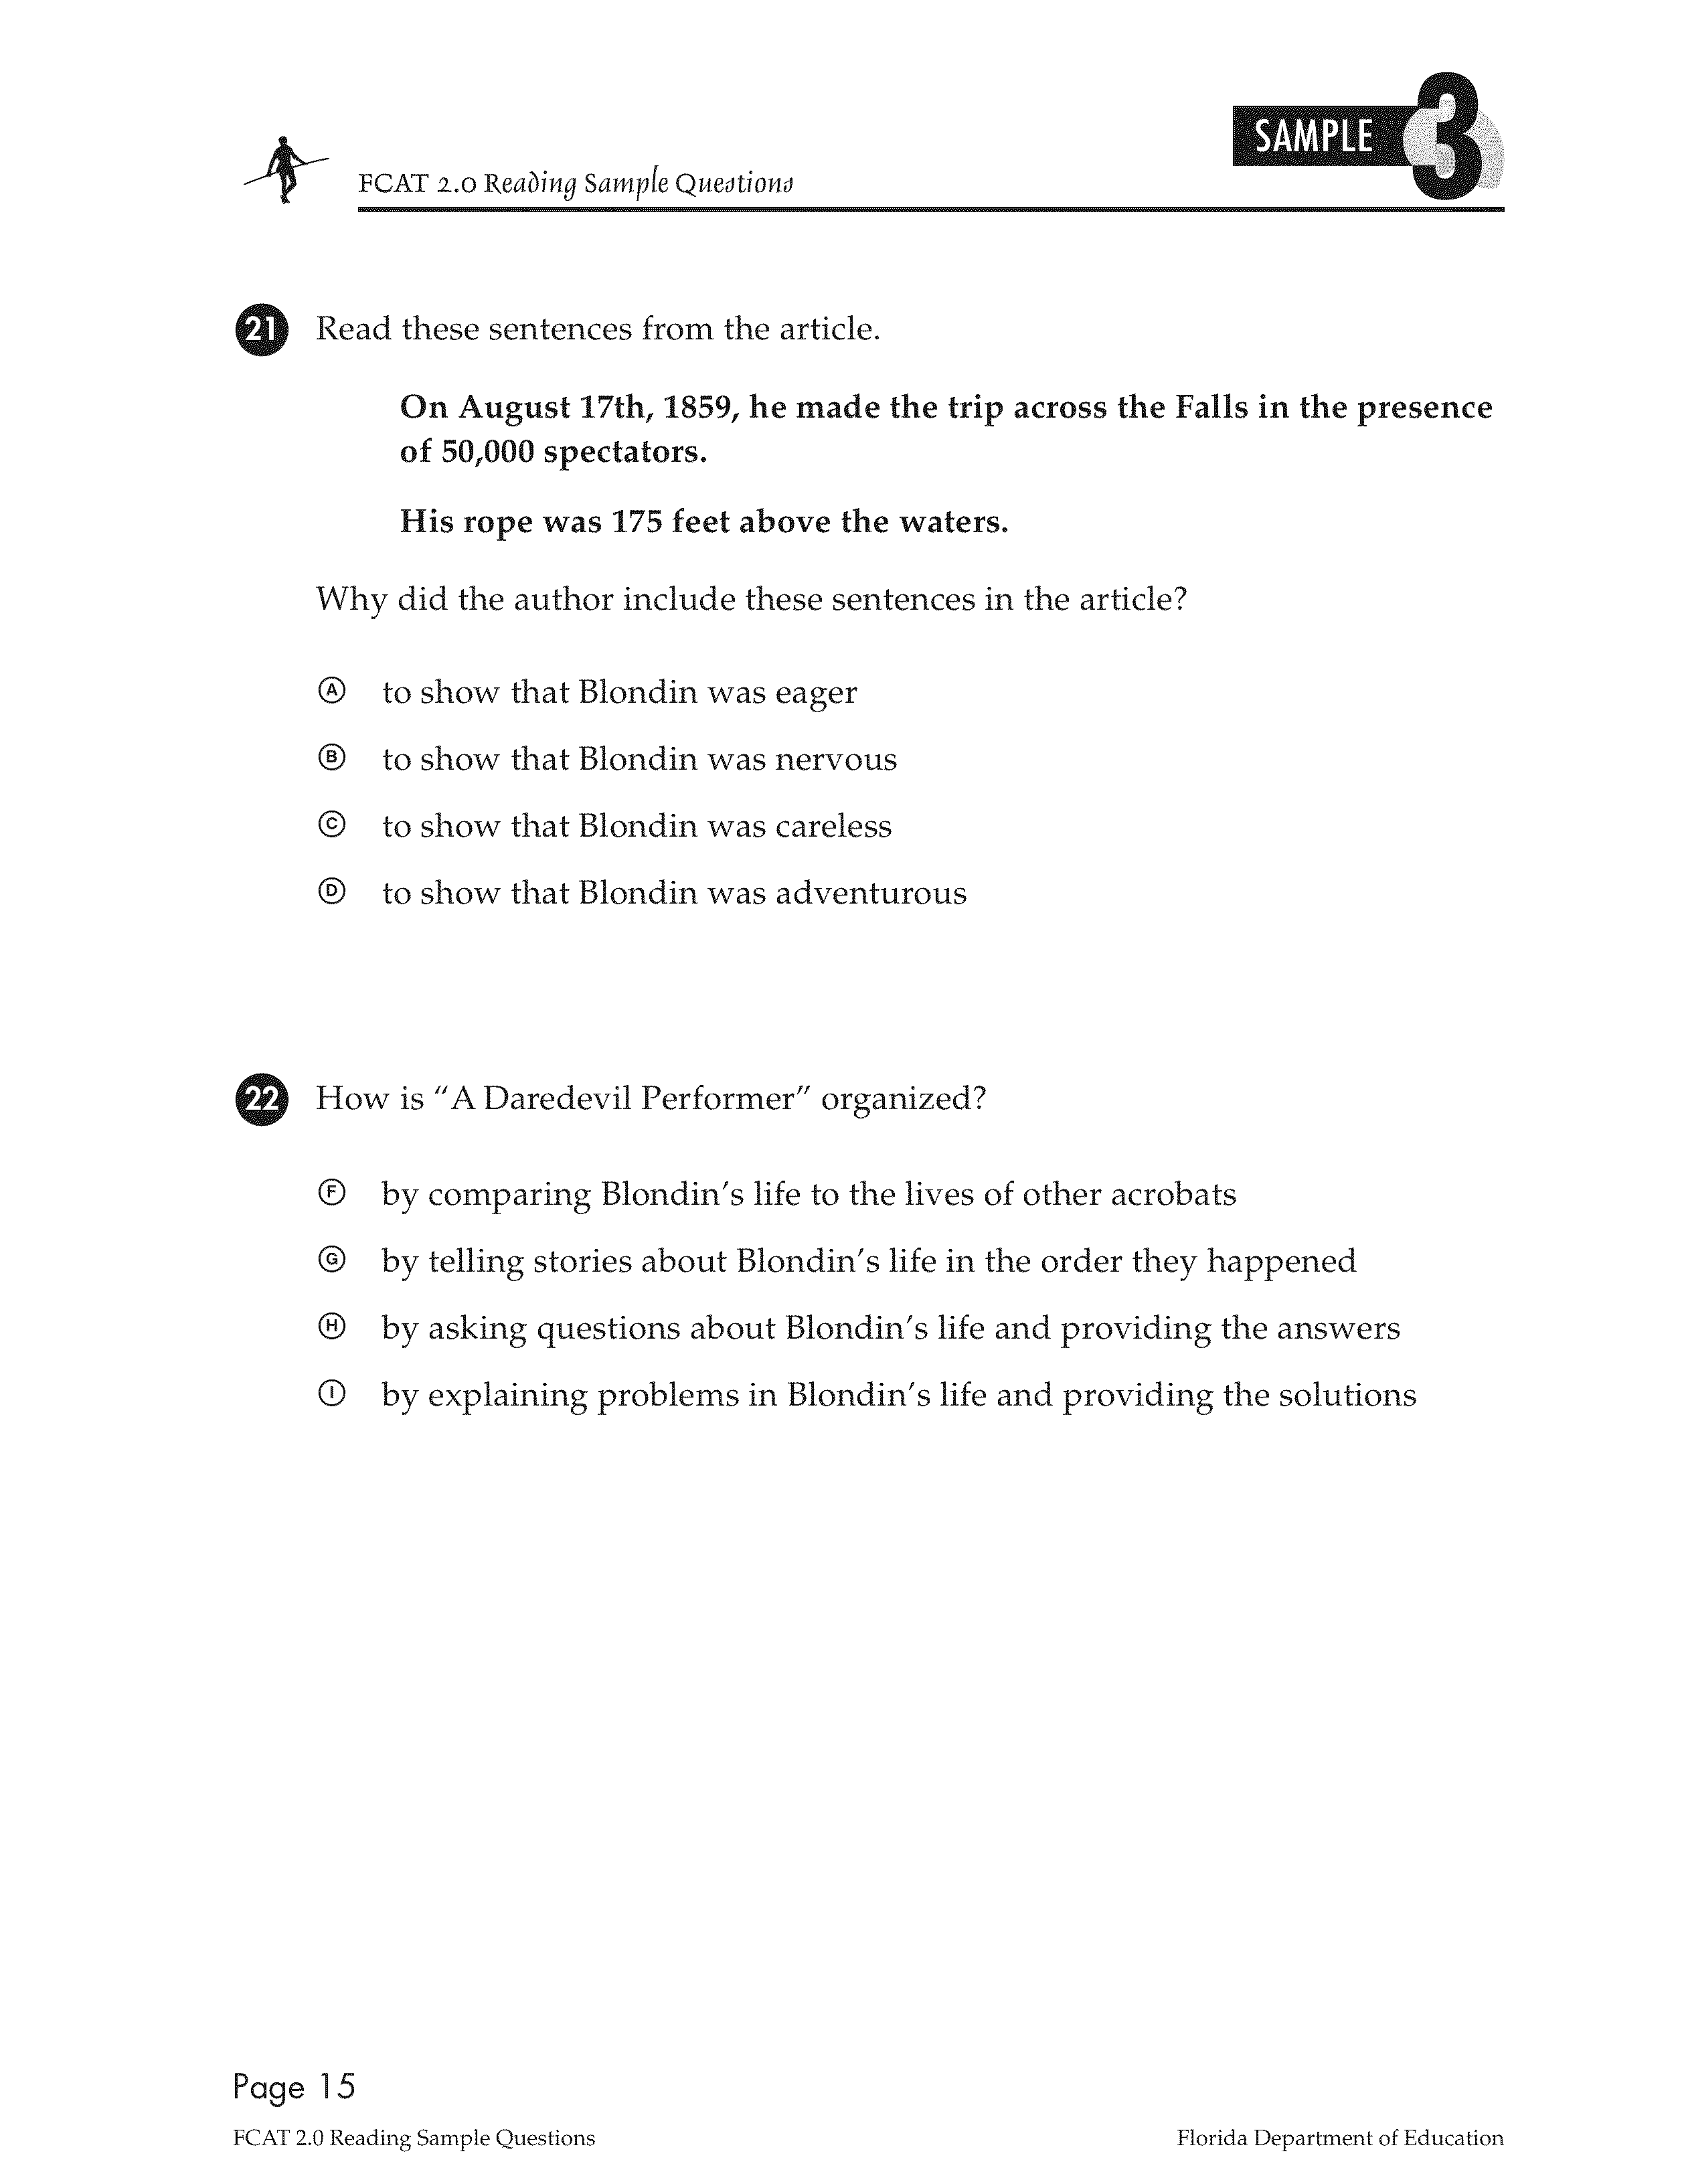 SAMPLE 3
FCAT 2.0 Reading Sample Questions
21 Read these sentences from the article.
On August 17th, 1859, he made the trip across the Falls in the presence
of 50,000 spectators.
His rope was 175 feet above the waters.
Why did the author include these sentences in the article?
A to show that Blondin was eager
B to show that Blondin was nervous
C to show that Blondin was careless
D to show that Blondin was adventurous
22 How is “A Daredevil Performer” organized?
F by comparing Blondin’s life to the lives of other acrobats
G by telling stories about Blondin’s life in the order they happened
H by asking questions about Blondin’s life and providing the answers
I by explaining problems in Blondin’s life and providing the solutions
Page 15
FCAT 2.0 Reading Sample Questions
Florida Department of Education